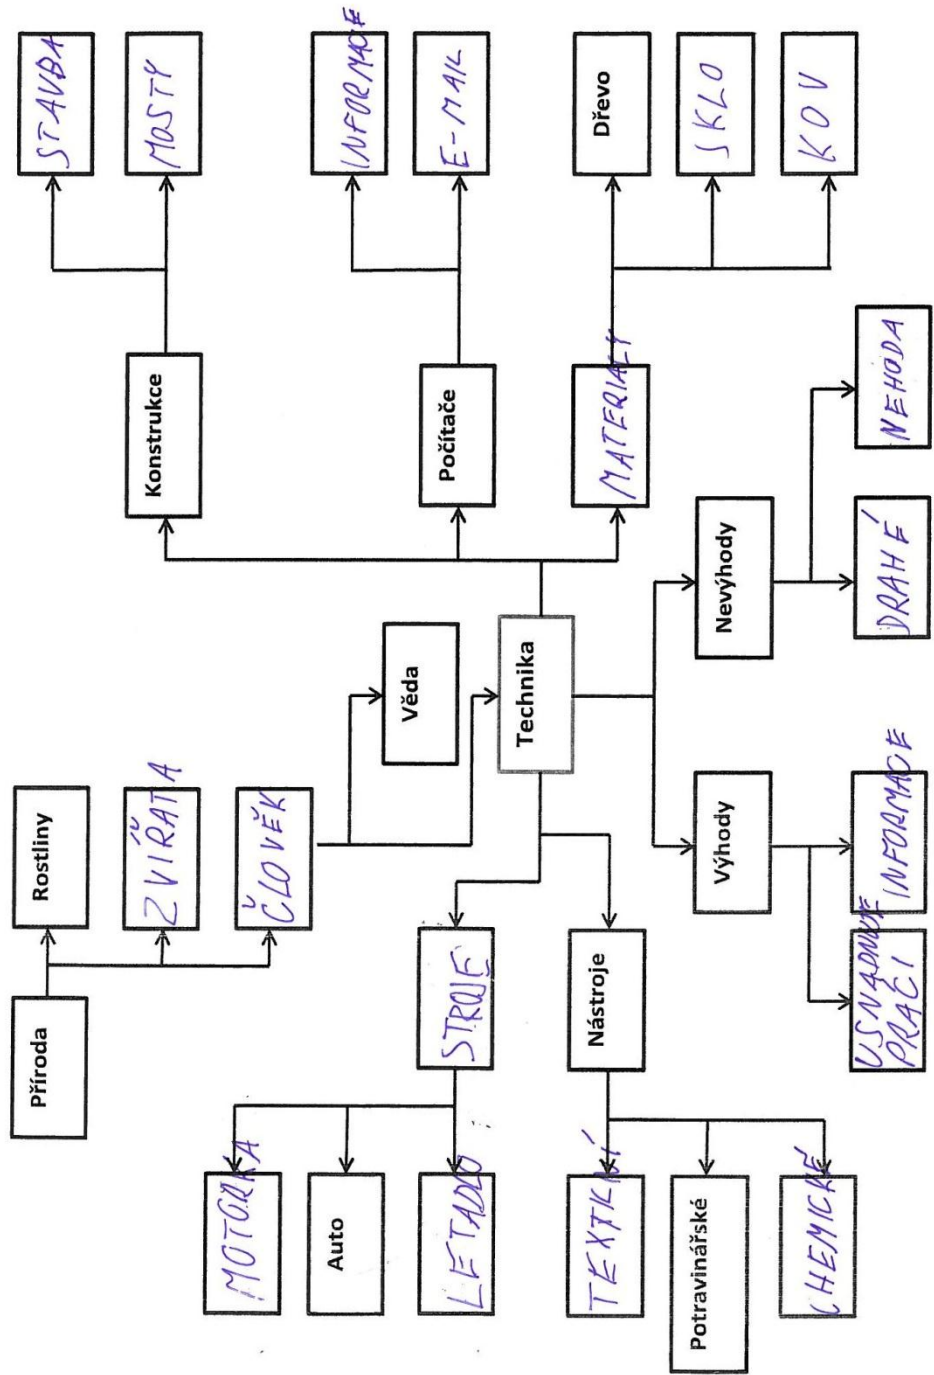 Příroda
Rostliny
ZVÍŘATA
ČLOVĚK
Věda
Technika
Konstrukce
STAVBA
MOSTY
Počítače
INFORMACE
E-MAIL
MATERIALY
Dřevo
SKLO
KOV
STROJE
MOTORKA
Auto
LETADLO
Nástroje
TEXTILNÍ
Potravinářské
CHEMICKÉ
Výhody
USNADNUJE
PRÁCI
INFORMACE
Nevýhody
DRAHÉ
NEHODA